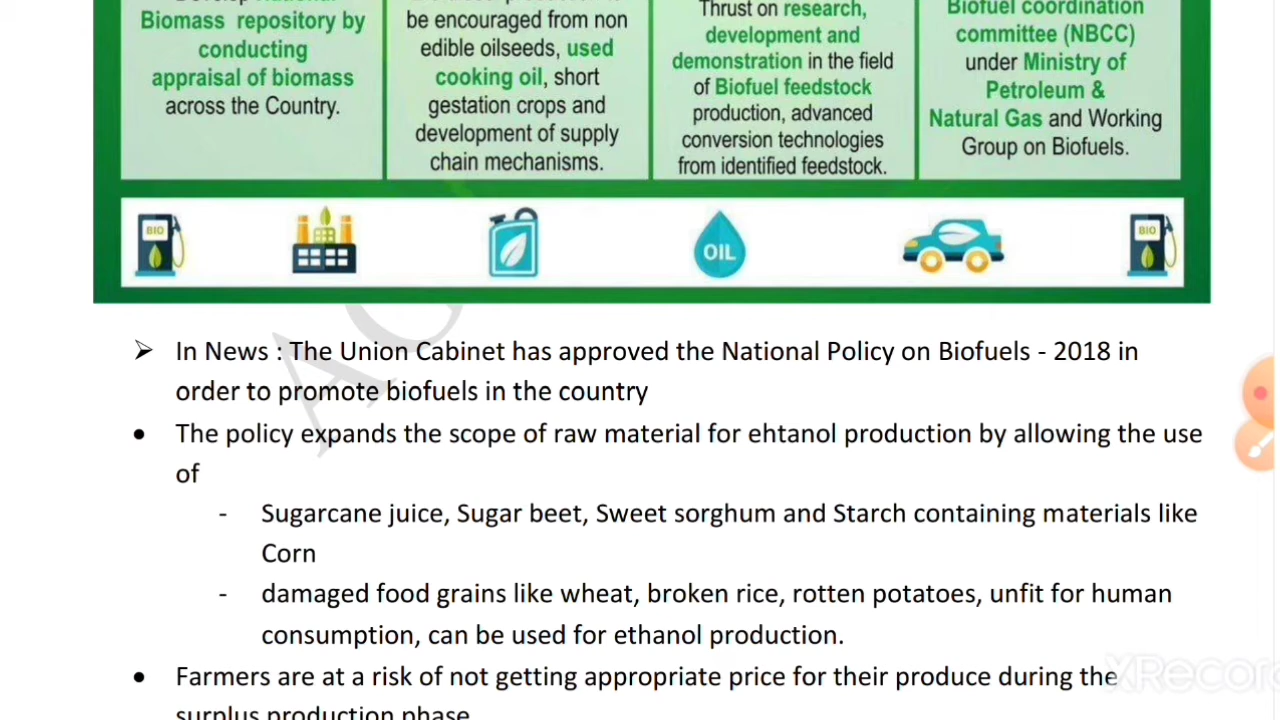 Biomass repository by
conducting
appraisal of biomass
across the Country.
be encouraged from non
edible oilseeds, used
cooking oil, short
gestation crops and
development of supply
chain mechanisms.
Thrust on research,
development and
demonstration in the field
of Biofuel feedstock
production, advanced
conversion technologies
from identified feedstock.
Biofuel coordination
committee (NBCC)
under Ministry of
Petroleum &
Natural Gas and Working
Group on Biofuels.
BIO
OIL
BIO
➢ In News : The Union Cabinet has approved the National Policy on Biofuels - 2018 in
order to promote biofuels in the country
• The policy expands the scope of raw material for ehtanol production by allowing the use
of
- Sugarcane juice, Sugar beet, Sweet sorghum and Starch containing materials like
Corn
- damaged food grains like wheat, broken rice, rotten potatoes, unfit for human
consumption, can be used for ethanol production.
• Farmers are at a risk of not getting appropriate price for their produce during the
surplus production phase
XRecor